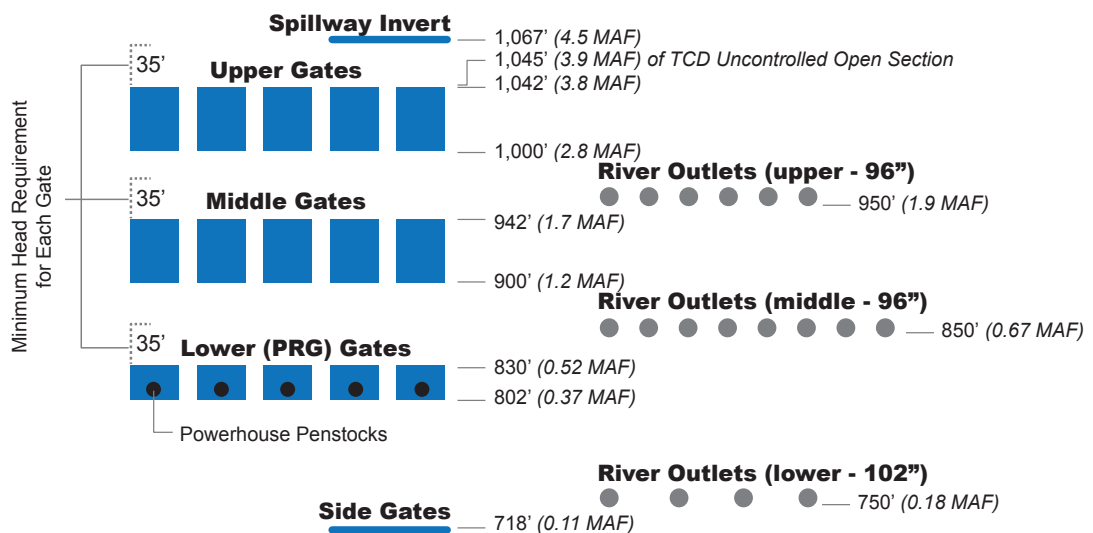 Spillway Invert
1,067’ (4.5 MAF)
1,045’ (3.9 MAF) of TCD Uncontrolled Open Section
35’
Upper Gates
1,042’ (3.8 MAF)
1,000’ (2.8 MAF)
River Outlets (upper - 96”)
950’ (1.9 MAF)
Minimum Head Requirement
for Each Gate
35’
Middle Gates
942’ (1.7 MAF)
900’ (1.2 MAF)
River Outlets (middle - 96”)
850’ (0.67 MAF)
35’
Lower (PRG) Gates
830’ (0.52 MAF)
802’ (0.37 MAF)
Powerhouse Penstocks
River Outlets (lower - 102”)
750’ (0.18 MAF)
Side Gates
718’ (0.11 MAF)